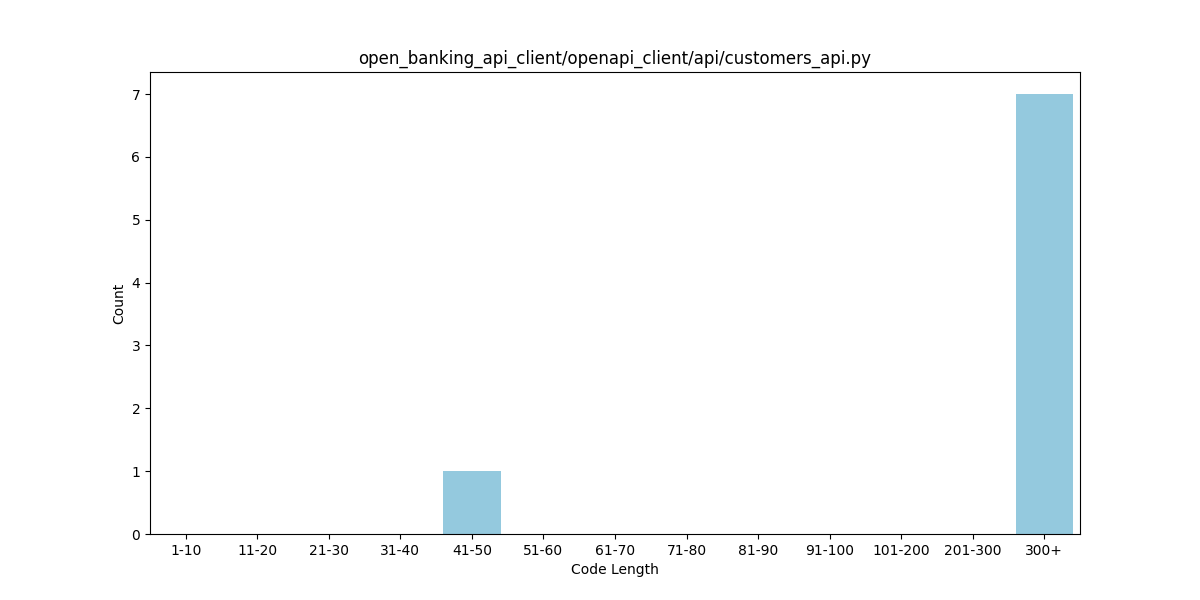 open_banking_api_client/openapi_client/api/customers_api.py
7
6
5
4
3
2
1
0
Count
1-10 11-20 21-30 31-40 41-50 51-60 61-70 71-80 81-90 91-100 101-200 201-300 300+
Code Length